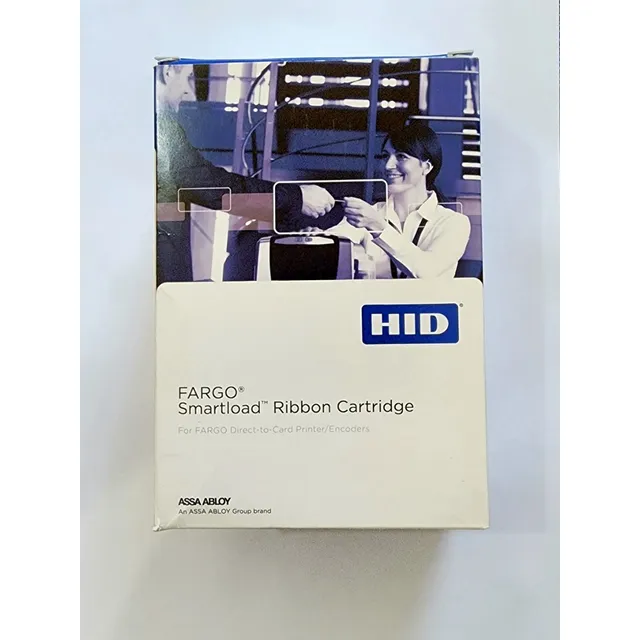 HID®
FARGO®
Smartload™ Ribbon Cartridge
For FARGO Direct-to-Card Printer/Encoders
ASSA ABLOY
An ASSA ABLOY Group brand